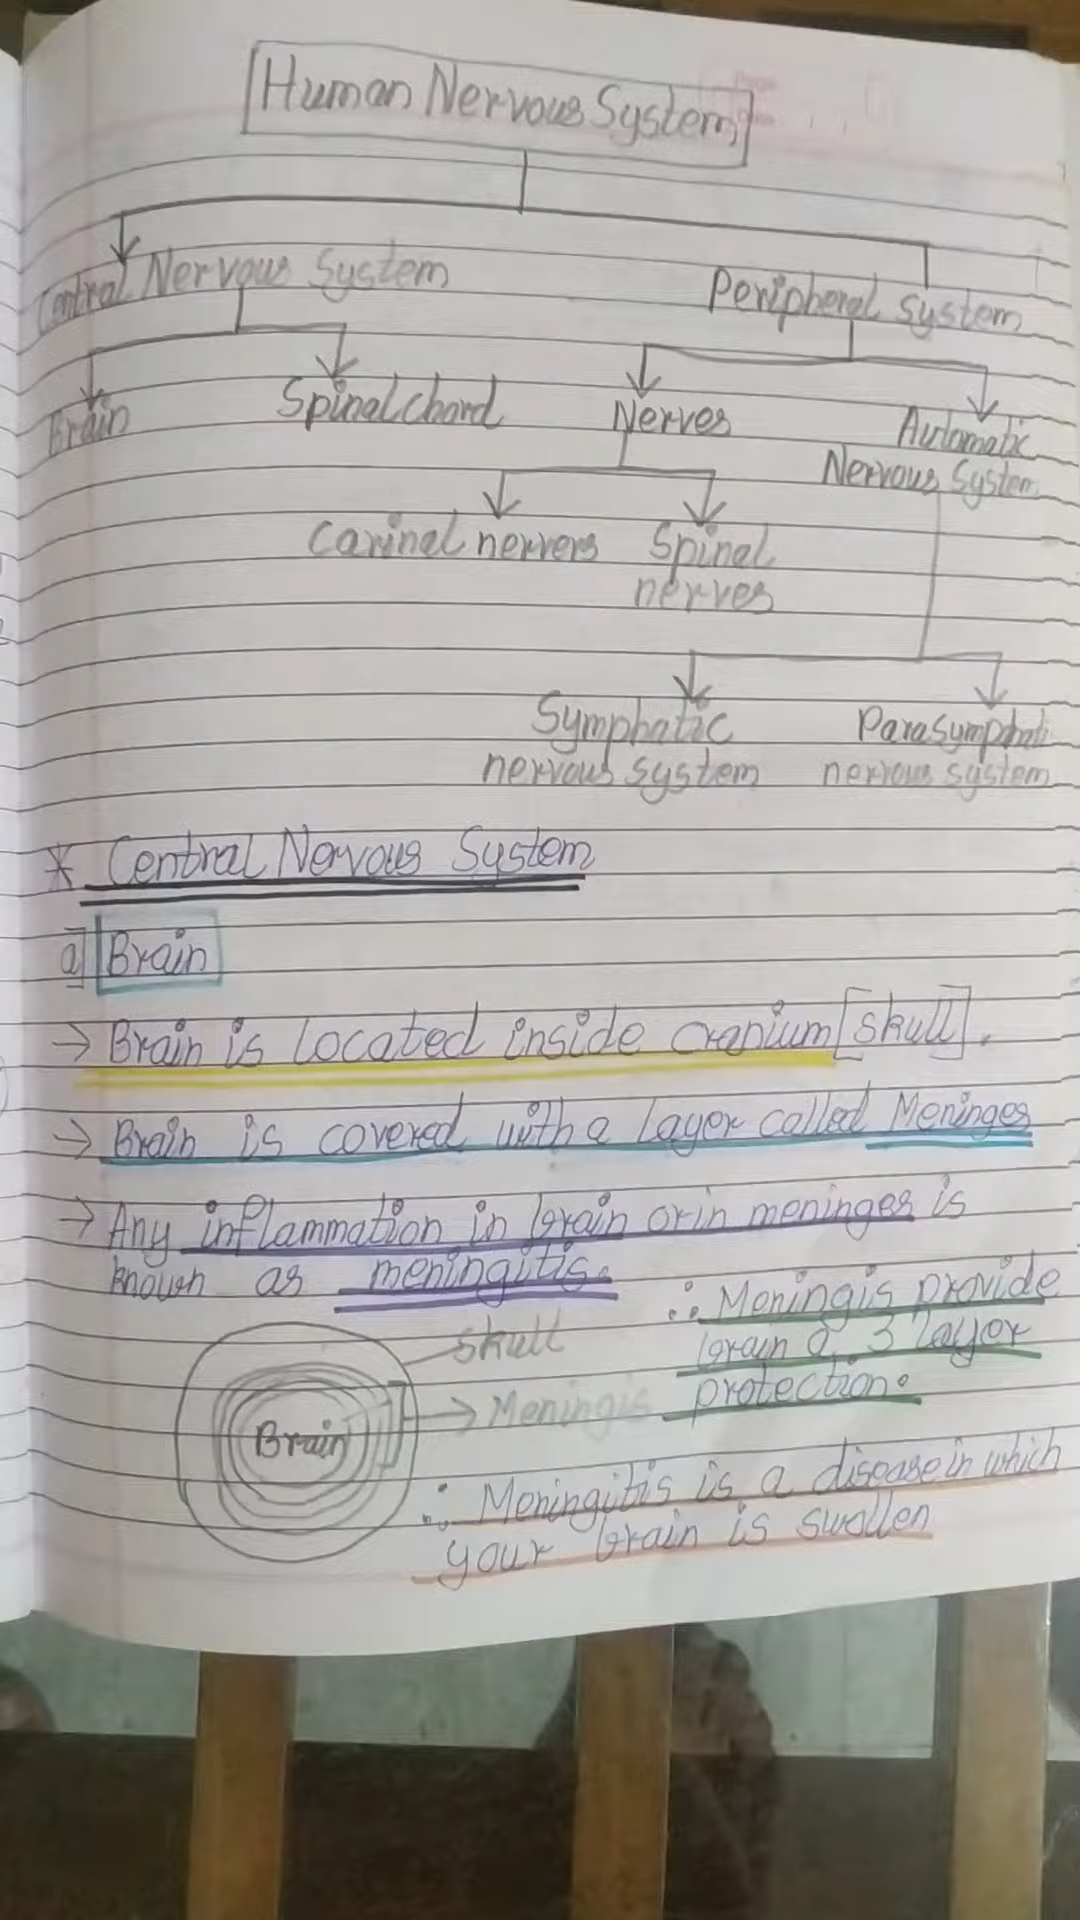 Human Nervous System
Central Nervous System
Peripheral System
Brain
Spinal chord
Nerves
Automatic
Nervous System
Carinel nervers
Spinal
nerves
Symphatic
nervous system
Parasymphati
nervous system
* Central Nervous System
a] Brain
→ Brain is located inside cranium [skull].
→ Brain is covered with a layer called Meninges
→ Any inflammation in brain or in meninges is
known as meningitis.
∴ Meningis provide
brain a 3 layer
protection.
skull
Brain
→ Meningis
∴ Meningitis is a disease in which
your brain is swollen